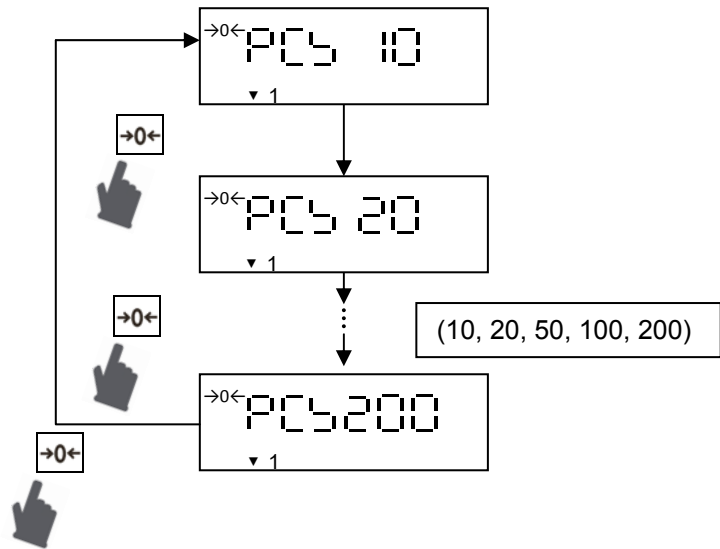 →0←
PCS 10
▼ 1
→0←
→0←
PCS 20
▼ 1
→0←
(10, 20, 50, 100, 200)
→0←
PCS200
▼ 1
→0←